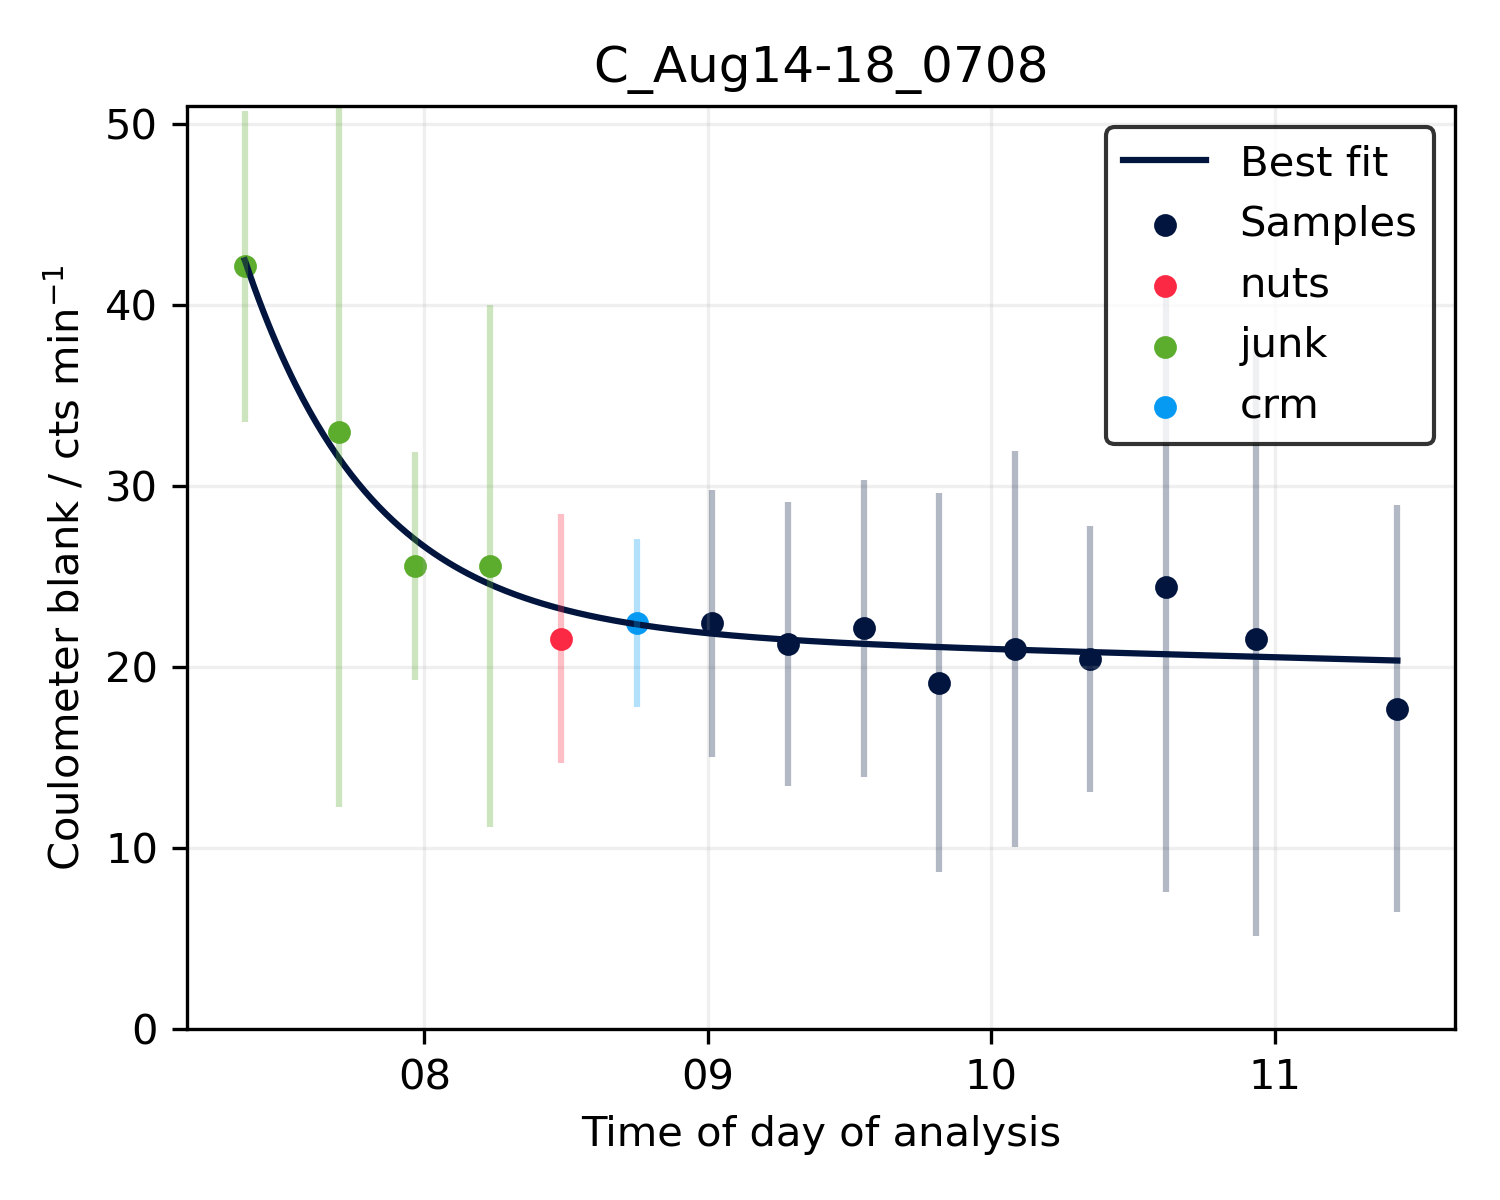 C_Aug14-18_0708
Coulometer blank / cts min⁻¹
50
40
30
20
10
0
Best fit
Samples
nuts
junk
crm
08 09 10 11
Time of day of analysis